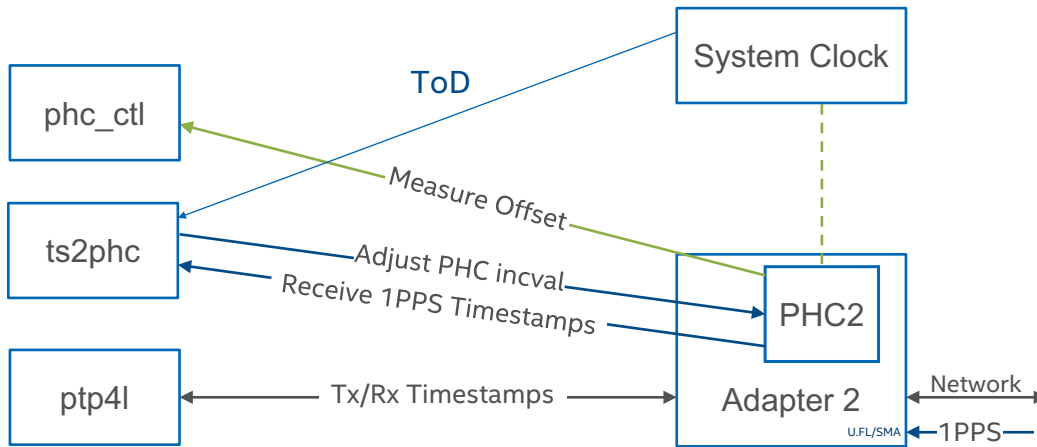 System Clock
ToD
phc_ctl
Measure Offset
ts2phc
Adjust PHC incval
Receive 1PPS Timestamps
PHC2
ptp4l
Tx/Rx Timestamps
Adapter 2
Network
U.FL/SMA
1PPS